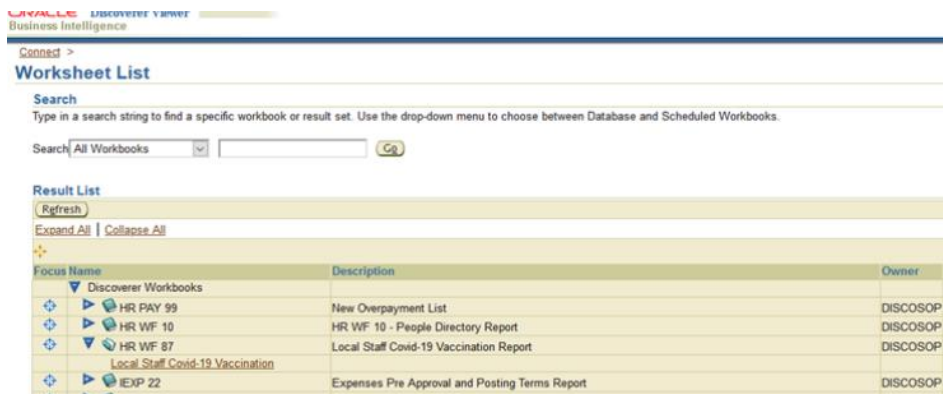 ORACLE Discoverer Viewer
Business Intelligence
Connect >
Worksheet List
Search
Type in a search string to find a specific workbook or result set. Use the drop-down menu to choose between Database and Scheduled Workbooks.
Search All Workbooks Go
Result List
Refresh
Expand All | Collapse All
Focus Name Description Owner
Discoverer Workbooks
HR PAY 99 New Overpayment List DISCOSOP
HR WF 10 HR WF 10 - People Directory Report DISCOSOP
HR WF 87 Local Staff Covid-19 Vaccination Report DISCOSOP
Local Staff Covid-19 Vaccination
IEXP 22 Expenses Pre Approval and Posting Terms Report DISCOSOP